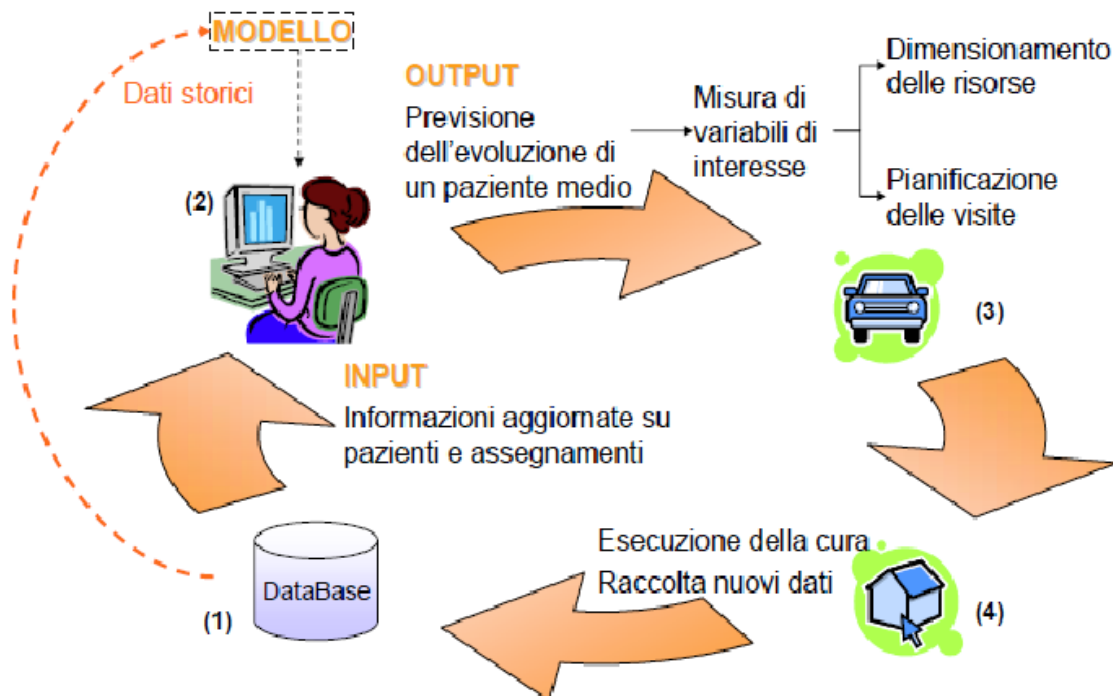 MODELLO
Dati storici
(2)
OUTPUT
Previsione
dell'evoluzione di
un paziente medio
Misura di
variabili di
interesse
Dimensionamento
delle risorse
Pianificazione
delle visite
(3)
INPUT
Informazioni aggiornate su
pazienti e assegnamenti
DataBase
(1)
Esecuzione della cura
Raccolta nuovi dati
(4)